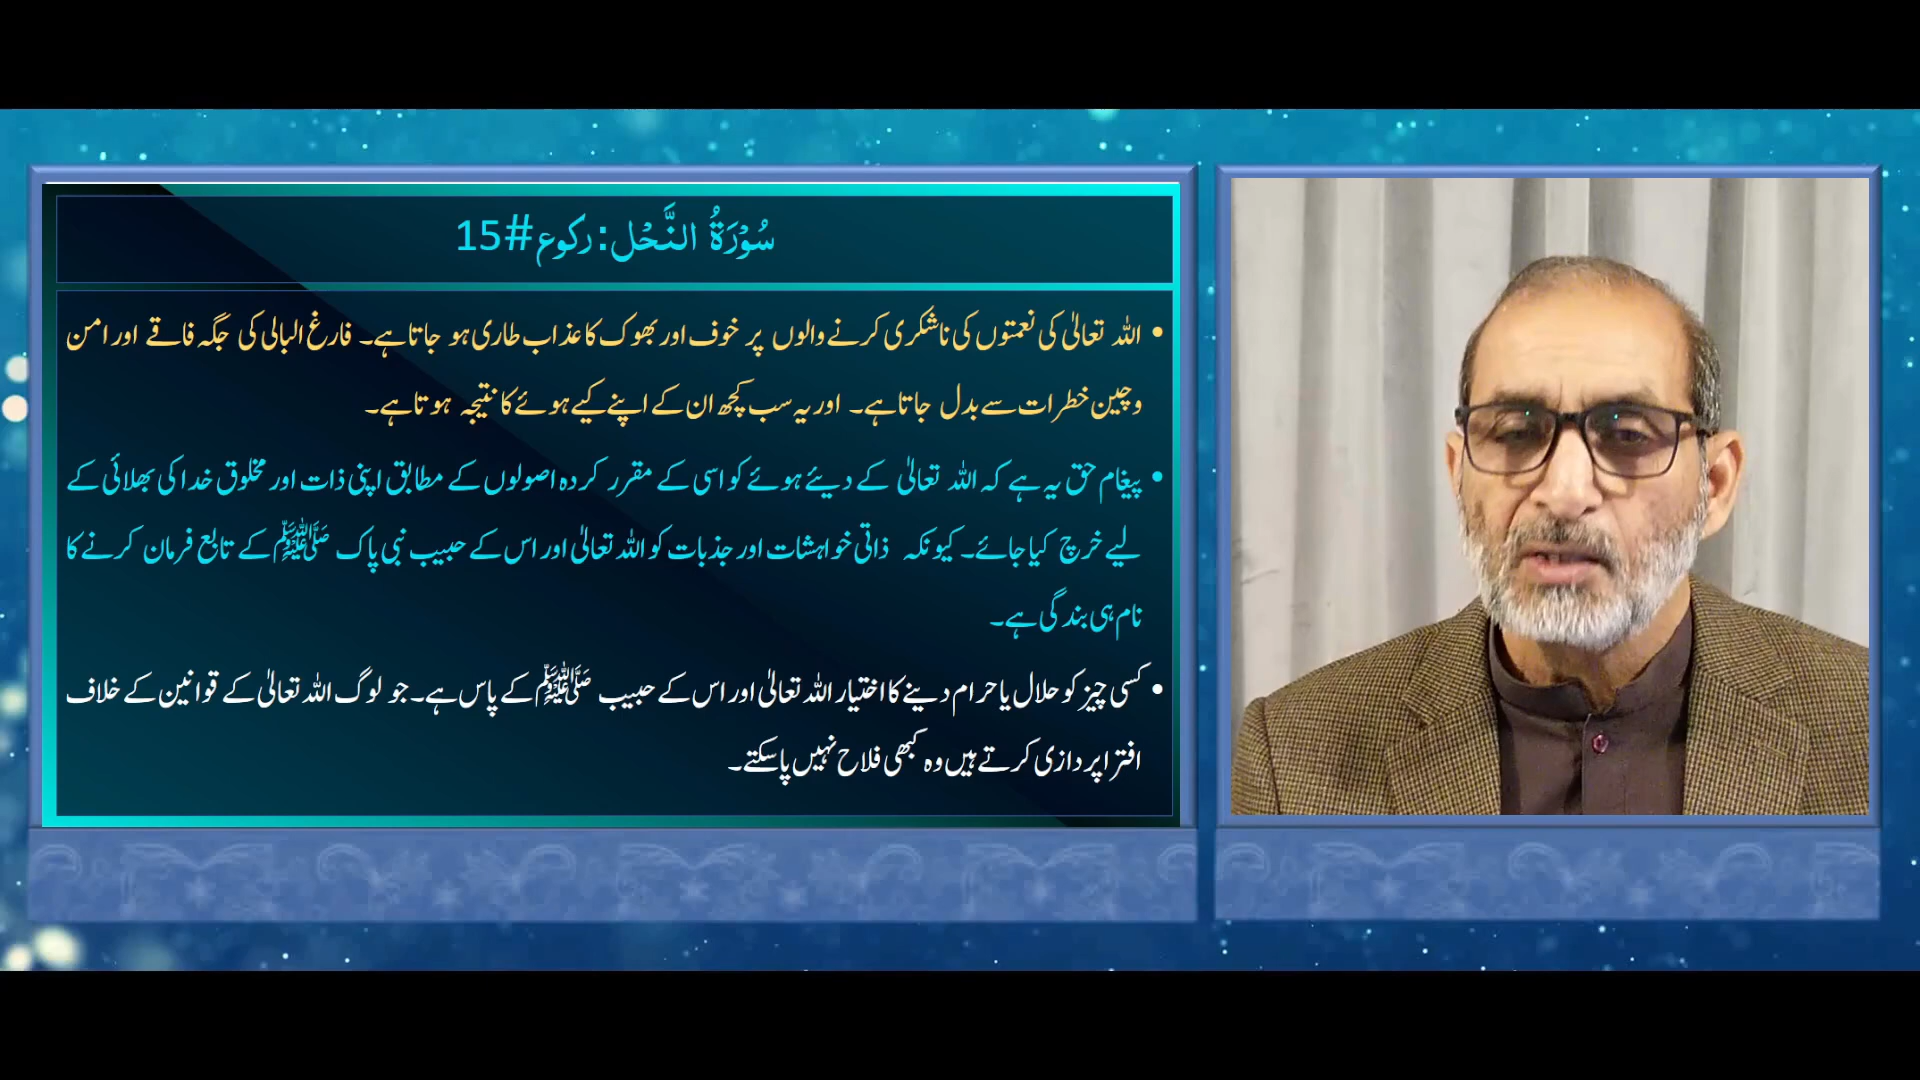 سُوْرَةُ النَّحْل: رکوع#15
• اللہ تعالیٰ کی نعمتوں کی ناشکری کرنے والوں پر خوف اور بھوک کا عذاب طاری ہو جاتا ہے۔ فارغ البالی کی جگہ فاقے اور امن
و چین خطرات سے بدل جاتا ہے۔ اور یہ سب کچھ ان کے اپنے کیے ہوئے کا نتیجہ ہوتا ہے۔
• پیغام حق یہ ہے کہ اللہ تعالیٰ کے دیئے ہوئے کو اسی کے مقرر کردہ اصولوں کے مطابق اپنی ذات اور مخلوق خدا کی بھلائی کے
لیے خرچ کیا جائے۔ کیونکہ ذاتی خواہشات اور جذبات کو اللہ تعالیٰ اور اس کے حبیب نبی پاک ﷺ کے تابع فرمان کرنے کا
نام ہی بندگی ہے۔
• کسی چیز کو حلال یا حرام دینے کا اختیار اللہ تعالیٰ اور اس کے حبیب ﷺ کے پاس ہے۔ جو لوگ اللہ تعالیٰ کے قوانین کے خلاف
افترا پردازی کرتے ہیں وہ کبھی فلاح نہیں پا سکتے۔